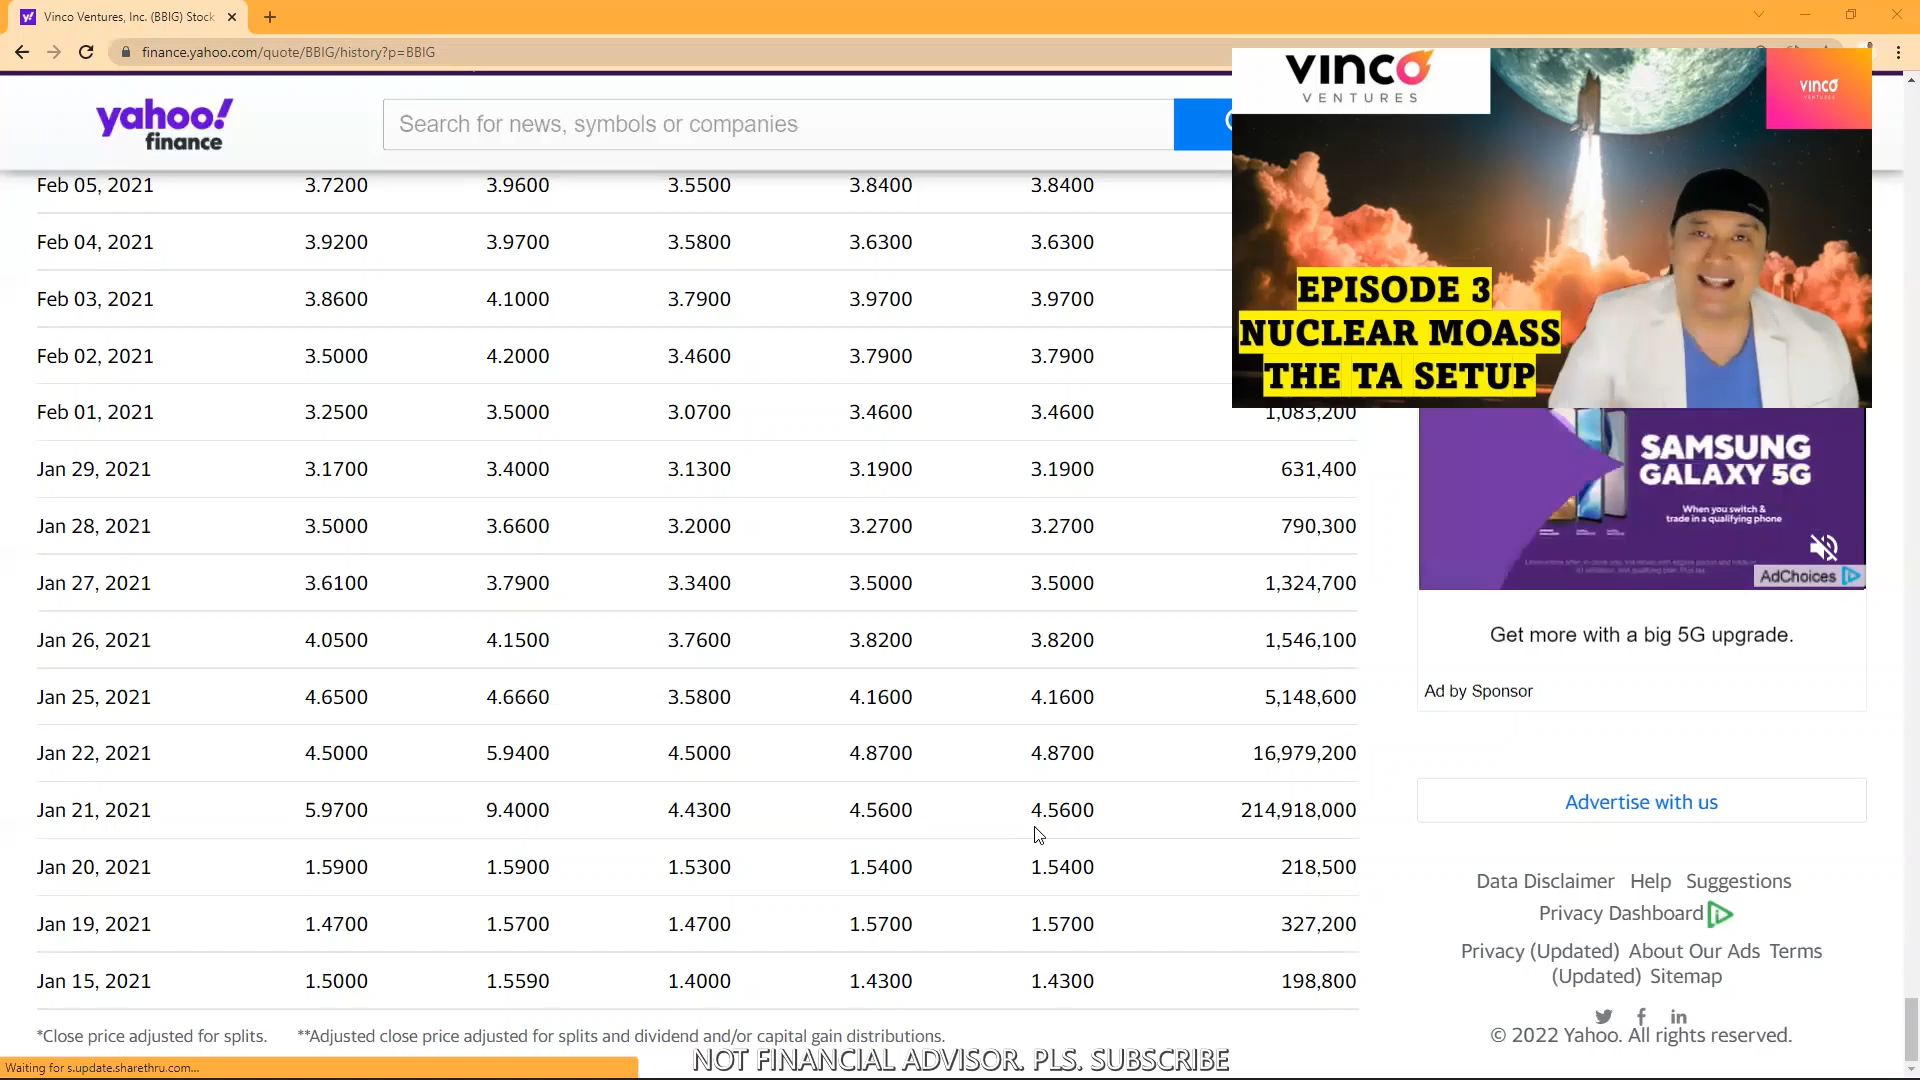 Vinco Ventures, Inc. (BBIG) Stock
finance.yahoo.com/quote/BBIG/history?p=BBIG
yahoo!
finance
Search for news, symbols or companies
vinco
VENTURES
vinco
VENTURES
EPISODE 3
NUCLEAR MOASS
THE TA SETUP
Feb 05, 2021 3.7200 3.9600 3.5500 3.8400 3.8400
Feb 04, 2021 3.9200 3.9700 3.5800 3.6300 3.6300
Feb 03, 2021 3.8600 4.1000 3.7900 3.9700 3.9700
Feb 02, 2021 3.5000 4.2000 3.4600 3.7900 3.7900
Feb 01, 2021 3.2500 3.5000 3.0700 3.4600 3.4600 1,083,200
Jan 29, 2021 3.1700 3.4000 3.1300 3.1900 3.1900 631,400
Jan 28, 2021 3.5000 3.6600 3.2000 3.2700 3.2700 790,300
Jan 27, 2021 3.6100 3.7900 3.3400 3.5000 3.5000 1,324,700
Jan 26, 2021 4.0500 4.1500 3.7600 3.8200 3.8200 1,546,100
Jan 25, 2021 4.6500 4.6660 3.5800 4.1600 4.1600 5,148,600
Jan 22, 2021 4.5000 5.9400 4.5000 4.8700 4.8700 16,979,200
Jan 21, 2021 5.9700 9.4000 4.4300 4.5600 4.5600 214,918,000
Jan 20, 2021 1.5900 1.5900 1.5300 1.5400 1.5400 218,500
Jan 19, 2021 1.4700 1.5700 1.4700 1.5700 1.5700 327,200
Jan 15, 2021 1.5000 1.5590 1.4000 1.4300 1.4300 198,800
*Close price adjusted for splits. **Adjusted close price adjusted for splits and dividend and/or capital gain distributions.
SAMSUNG
GALAXY 5G
When you switch &
trade in a qualifying phone
AdChoices
Get more with a big 5G upgrade.
Ad by Sponsor
Advertise with us
Data Disclaimer Help Suggestions
Privacy Dashboard
Privacy (Updated) About Our Ads Terms
(Updated) Sitemap
© 2022 Yahoo. All rights reserved.
Waiting for s.update.sharethru.com...
NOT FINANCIAL ADVISOR. PLS. SUBSCRIBE